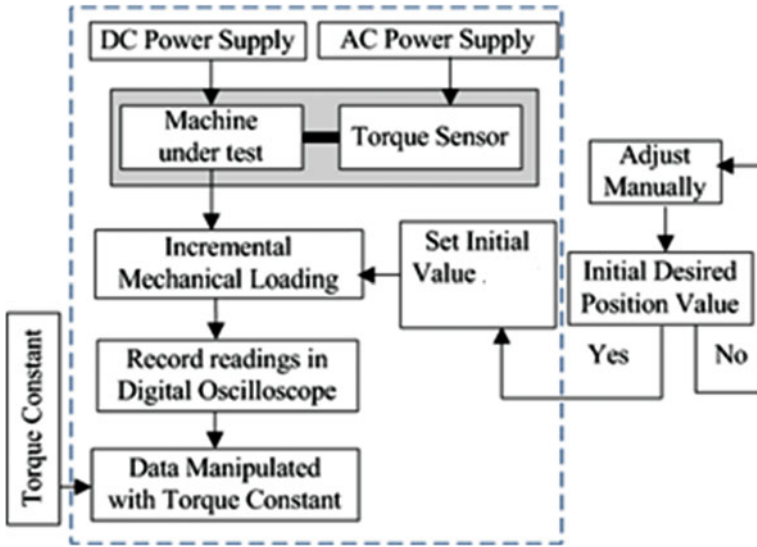 DC Power Supply
AC Power Supply
Machine
under test
Torque Sensor
Adjust
Manually
Incremental
Mechanical Loading
Set Initial
Value .
Initial Desired
Position Value
Yes
No
Torque Constant
Record readings in
Digital Oscilloscope
Data Manipulated
with Torque Constant